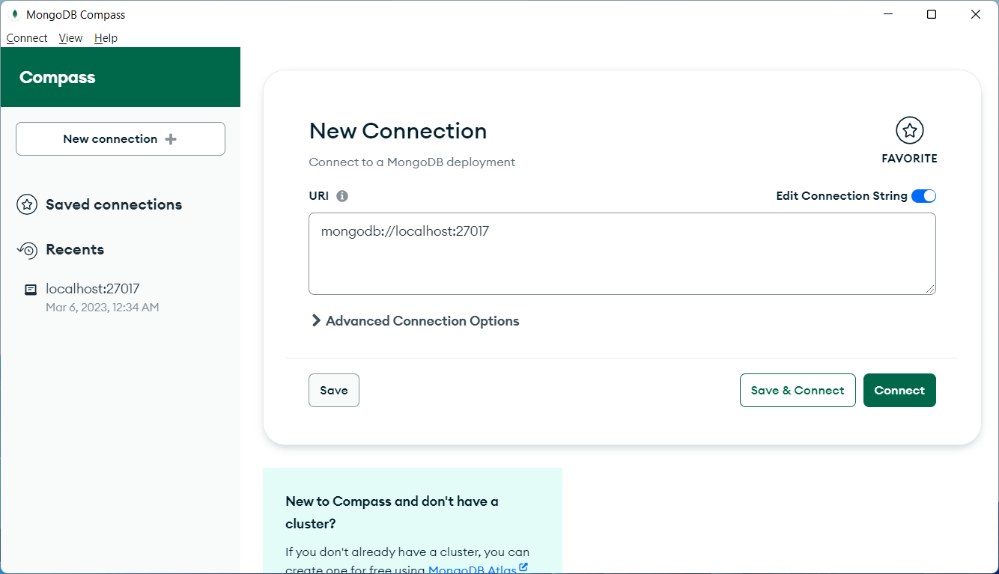 MongoDB Compass
Connect View Help
Compass
New connection
Saved connections
Recents
localhost:27017
Mar 6, 2023, 12:34 AM
New Connection
Connect to a MongoDB deployment
FAVORITE
URI
Edit Connection String
mongodb://localhost:27017
Advanced Connection Options
Save
Save & Connect
Connect
New to Compass and don't have a
cluster?
If you don't already have a cluster, you can
create one for free using MongoDB Atlas